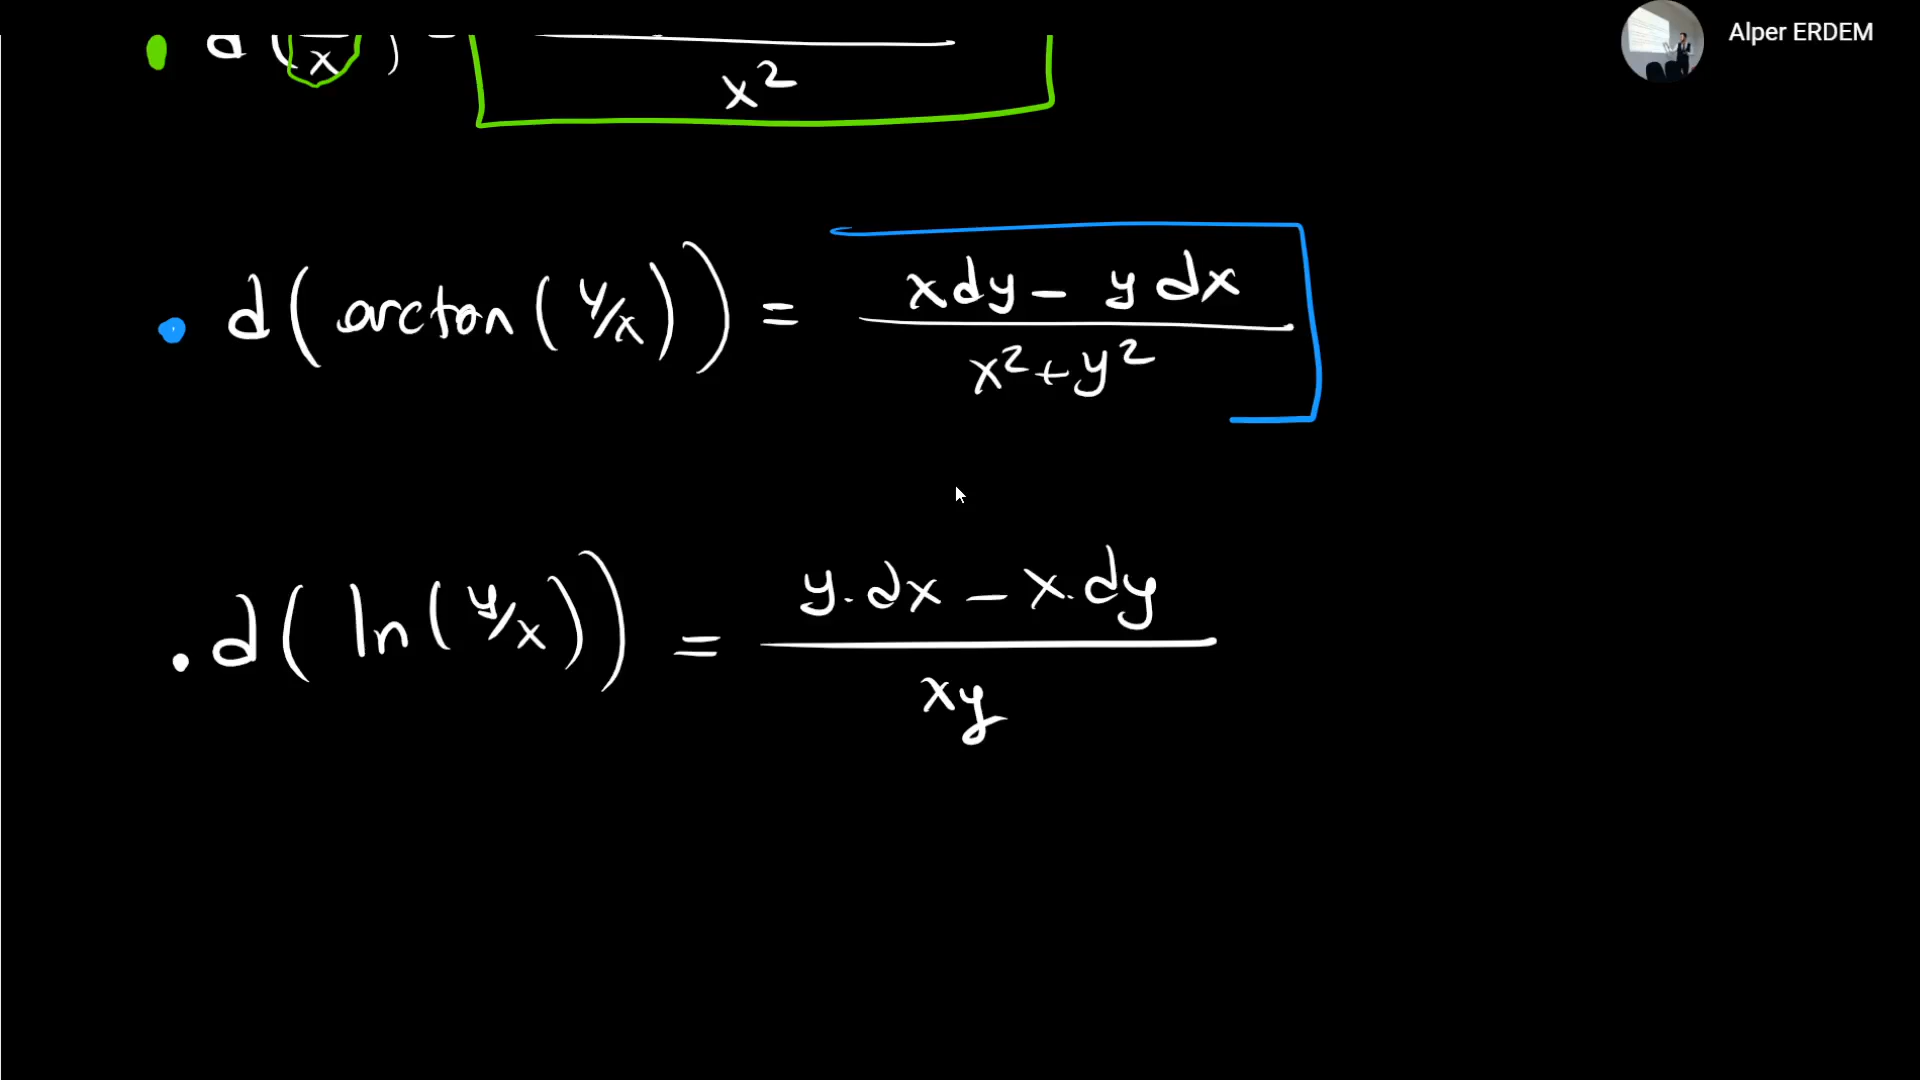 Alper ERDEM
x
x²
d(arctan(y/x)) = (xdy - ydx)/(x²+y²)
d(ln(y/x)) = (y.dx - x.dy)/(xy)